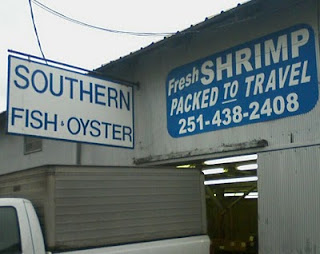 SOUTHERN
FISH & OYSTER
Fresh SHRIMP
PACKED TO TRAVEL
251-438-2408